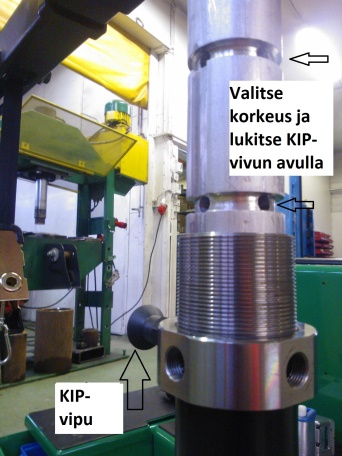 Valitse
korkeus ja
lukitse KIP-
vivun avulla
KIP-
vipu